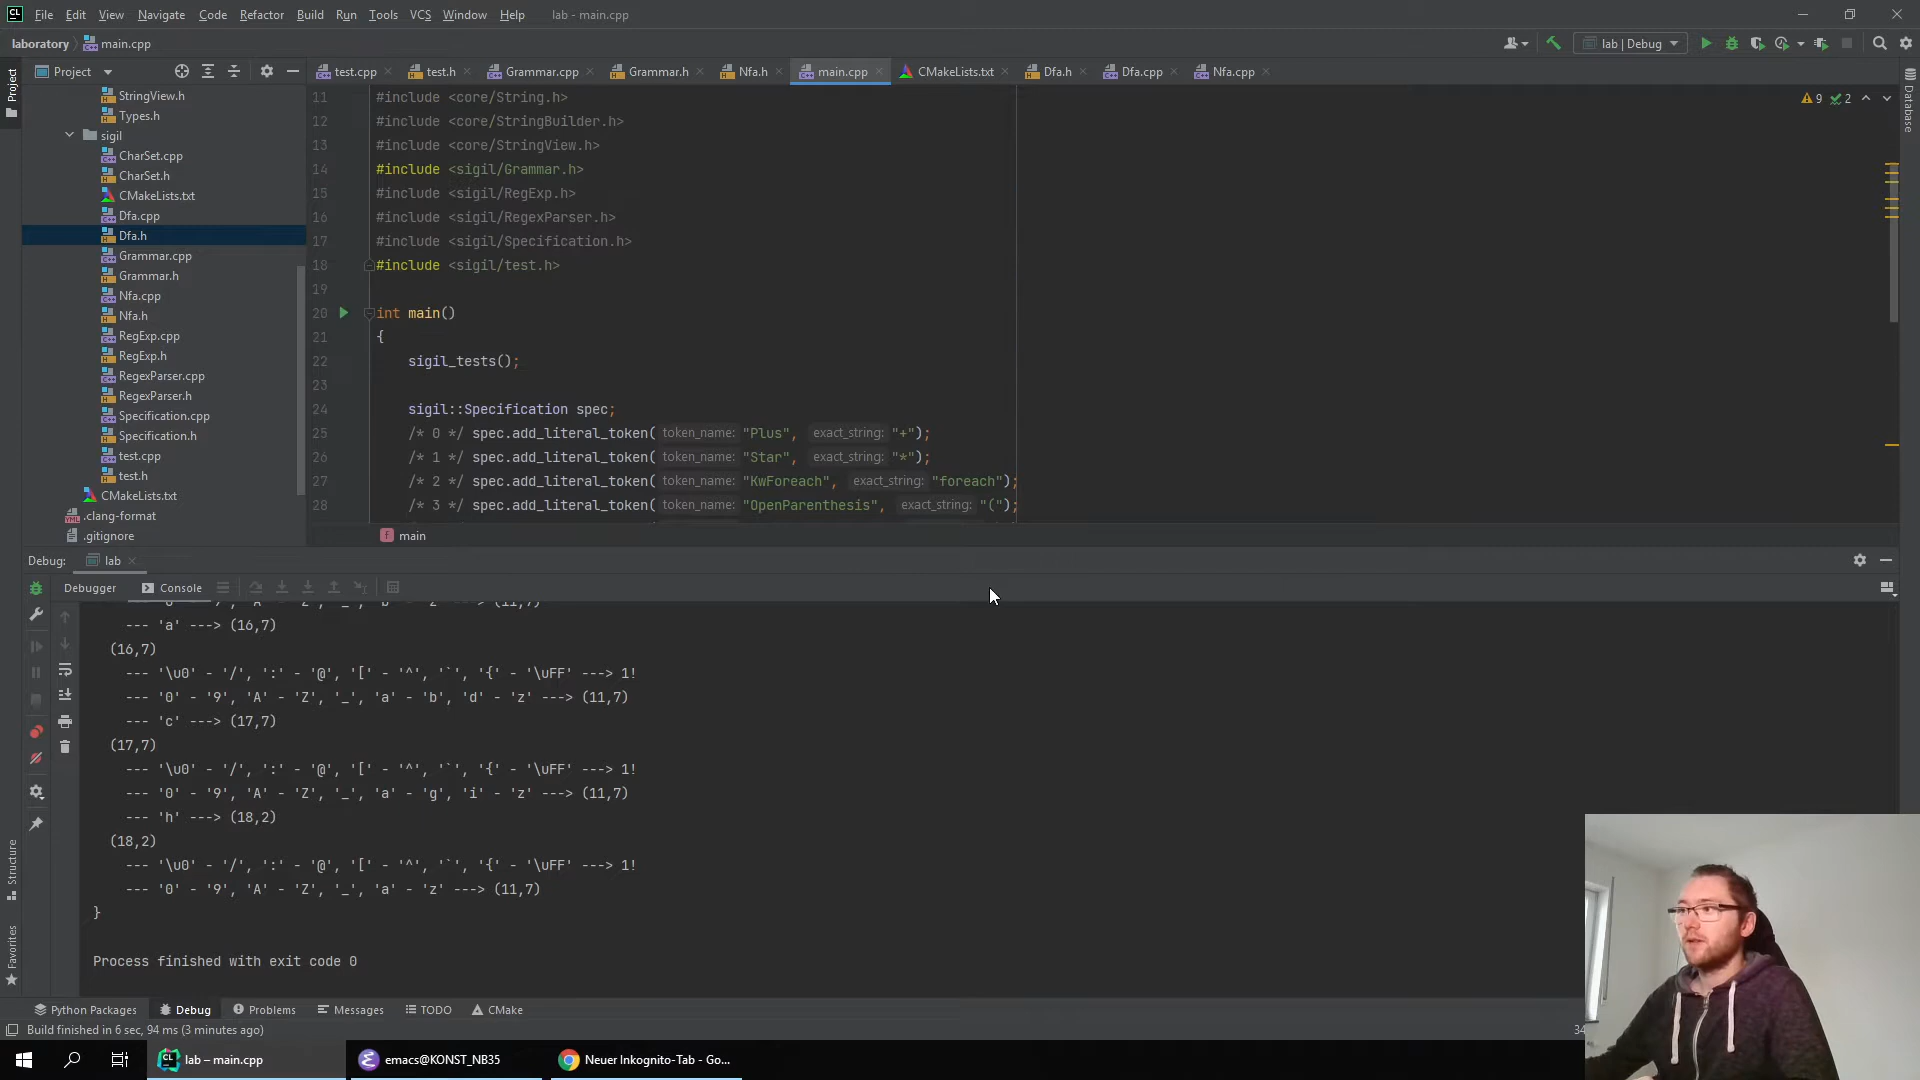 File Edit View Navigate Code Refactor Build Run Tools VCS Window Help lab - main.cpp
laboratory main.cpp
lab | Debug
Project
test.cpp test.h Grammar.cpp Grammar.h Nfa.h main.cpp CMakeLists.txt Dfa.h Dfa.cpp Nfa.cpp
Project
Database
StringView.h
Types.h
sigil
CharSet.cpp
CharSet.h
CMakeLists.txt
Dfa.cpp
Dfa.h
Grammar.cpp
Grammar.h
Nfa.cpp
Nfa.h
RegExp.cpp
RegExp.h
RegexParser.cpp
RegexParser.h
Specification.cpp
Specification.h
test.cpp
test.h
CMakeLists.txt
.clang-format
.gitignore
9 2
11 #include <core/String.h>
12 #include <core/StringBuilder.h>
13 #include <core/StringView.h>
14 #include <sigil/Grammar.h>
15 #include <sigil/RegExp.h>
16 #include <sigil/RegexParser.h>
17 #include <sigil/Specification.h>
18 #include <sigil/test.h>
19
20 int main()
21 {
22 sigil_tests();
23
24 sigil::Specification spec;
25 /* 0 */ spec.add_literal_token( token_name: "Plus", exact_string: "+");
26 /* 1 */ spec.add_literal_token( token_name: "Star", exact_string: "*");
27 /* 2 */ spec.add_literal_token( token_name: "KwForeach", exact_string: "foreach");
28 /* 3 */ spec.add_literal_token( token_name: "OpenParenthesis", exact_string: "(");
main
Debug: lab
Debugger Console
--- 'a' ---> (16,7)
(16,7)
--- '\u0' - '/', ':' - '@', '[' - '^', '`', '{' - '\uFF' ---> 1!
--- '0' - '9', 'A' - 'Z', '_', 'a' - 'b', 'd' - 'z' ---> (11,7)
--- 'c' ---> (17,7)
(17,7)
--- '\u0' - '/', ':' - '@', '[' - '^', '`', '{' - '\uFF' ---> 1!
--- '0' - '9', 'A' - 'Z', '_', 'a' - 'g', 'i' - 'z' ---> (11,7)
--- 'h' ---> (18,2)
(18,2)
--- '\u0' - '/', ':' - '@', '[' - '^', '`', '{' - '\uFF' ---> 1!
--- '0' - '9', 'A' - 'Z', '_', 'a' - 'z' ---> (11,7)
}
Process finished with exit code 0
Structure
Favorites
Python Packages Debug Problems Messages TODO CMake
Build finished in 6 sec, 94 ms (3 minutes ago)
lab – main.cpp emacs@KONST_NB35 Neuer Inkognito-Tab - Go...